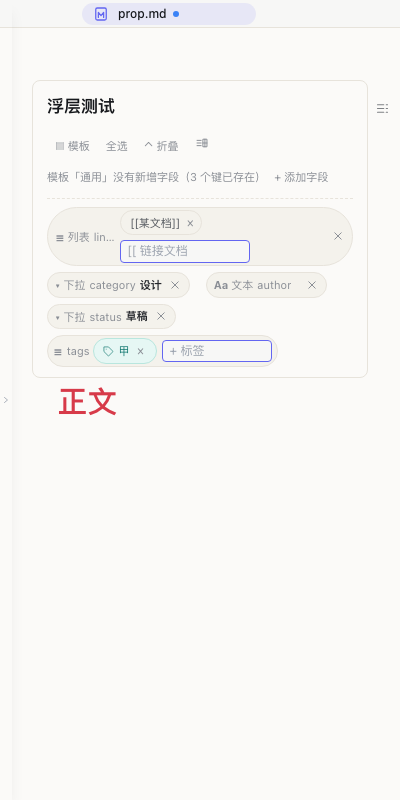 prop.md
浮层测试
模板 全选 折叠
模板「通用」没有新增字段（3 个键已存在） + 添加字段
[[某文档]] ×
列表 lin... ×
[[ 链接文档
下拉 category 设计 × Aa 文本 author ×
下拉 status 草稿 ×
tags 甲 × + 标签
正文